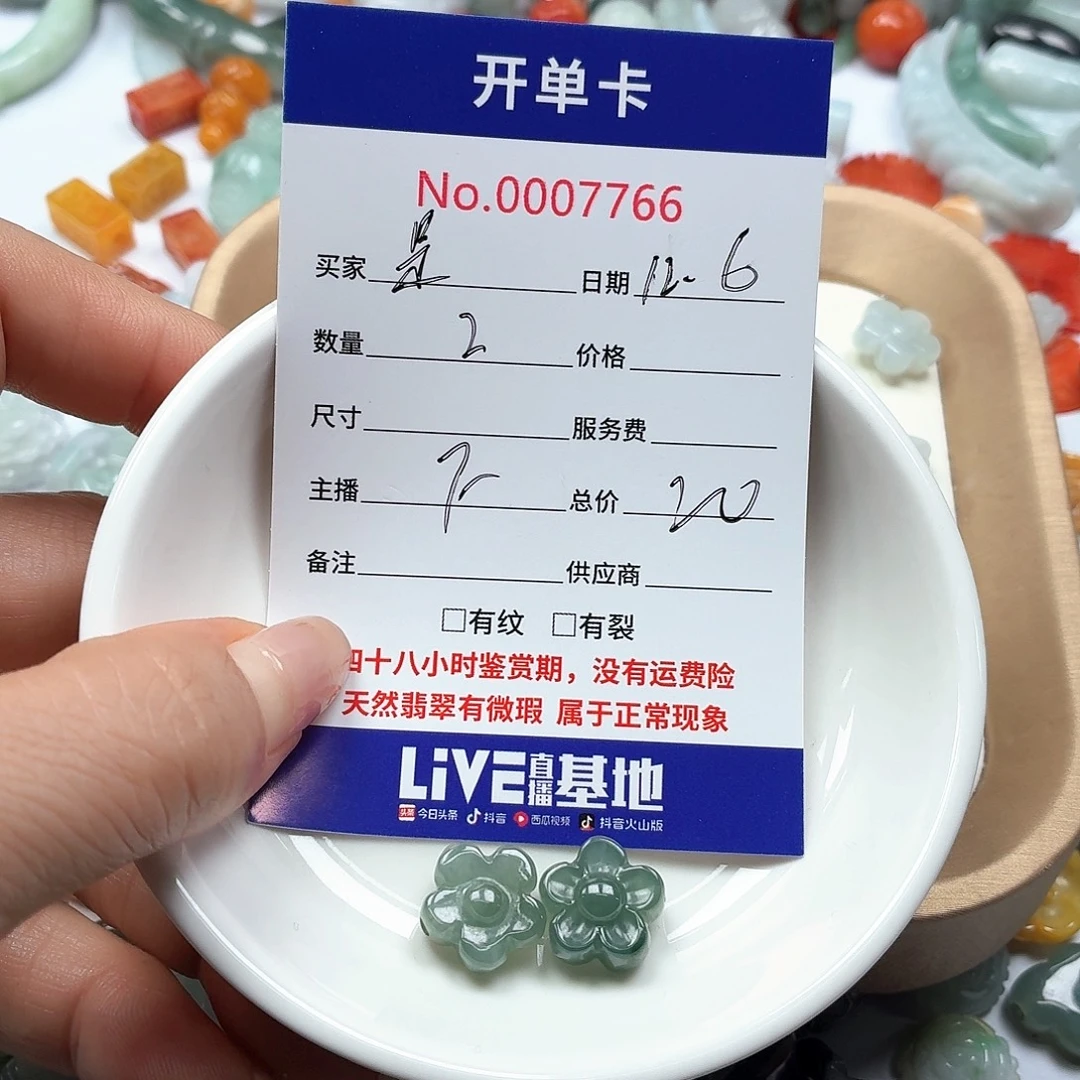 开单卡
No.0007766
买家 是 日期 12.6
数量 2 价格
尺寸 服务费
主播 总价
备注 供应商
□有纹 □有裂
四十八小时鉴赏期，没有运费险
天然翡翠有微瑕 属于正常现象
LiVE直播基地
头条 今日头条 抖音 西瓜视频 抖音火山版